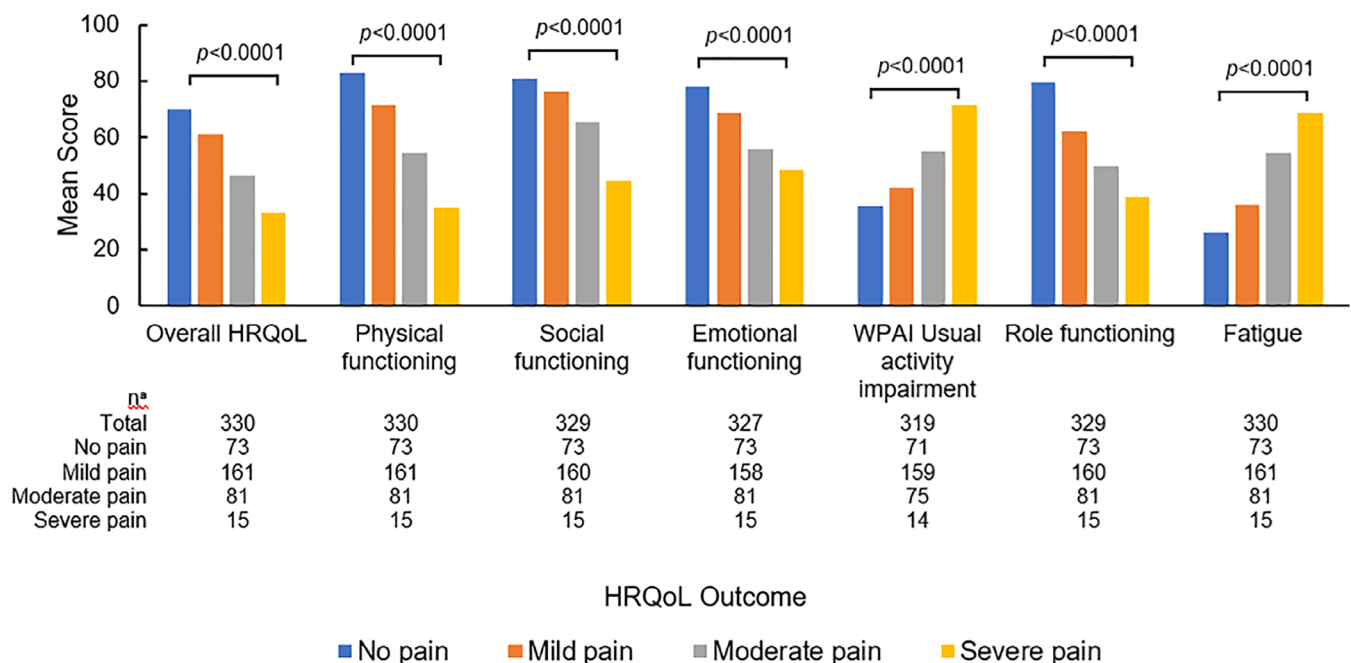 100
80
60
40
20
0
Mean Score
p<0.0001
p<0.0001
p<0.0001
p<0.0001
p<0.0001
p<0.0001
p<0.0001
Overall HRQoL
Physical
functioning
Social
functioning
Emotional
functioning
WPAI Usual
activity
impairment
Role functioning
Fatigue
nᵃ
Total 330 330 329 327 319 329 330
No pain 73 73 73 73 71 73 73
Mild pain 161 161 160 158 159 160 161
Moderate pain 81 81 81 81 75 81 81
Severe pain 15 15 15 15 14 15 15
HRQoL Outcome
No pain Mild pain Moderate pain Severe pain